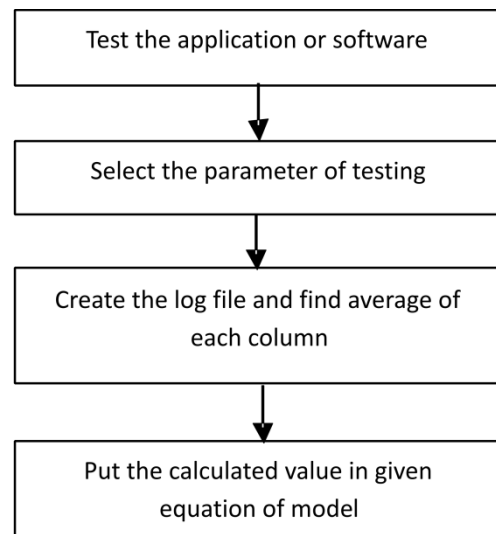 Test the application or software
Select the parameter of testing
Create the log file and find average of
each column
Put the calculated value in given
equation of model